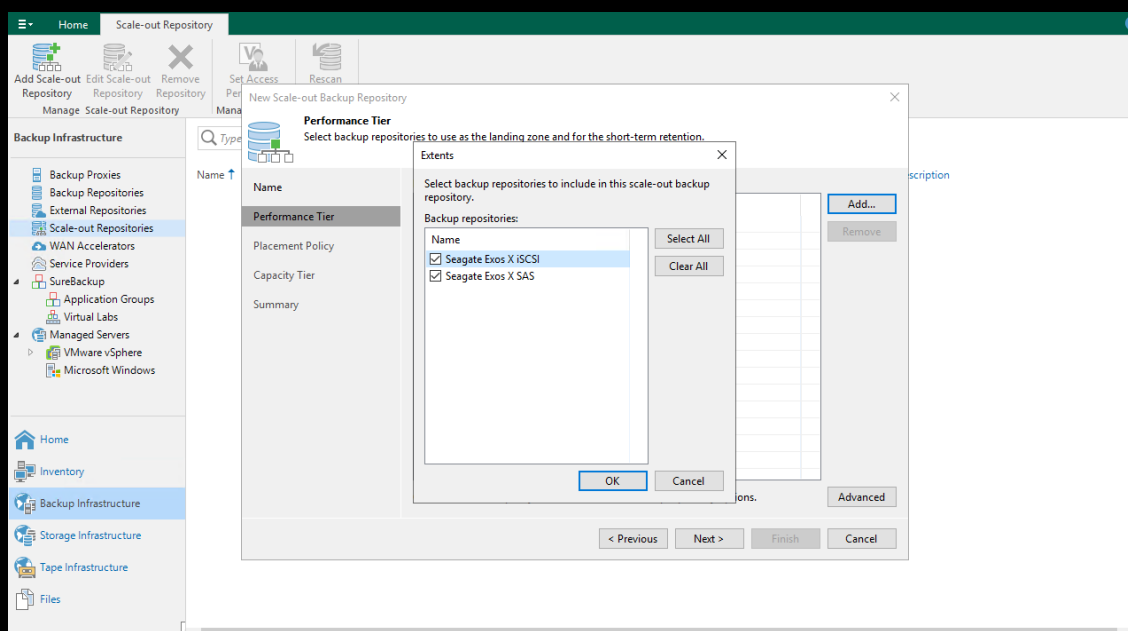 Home Scale-out Repository
Add Scale-out Edit Scale-out Remove Set Access Rescan
Repository Repository Repository Per
Manage Scale-out Repository Mana
Backup Infrastructure
Backup Proxies
Backup Repositories
External Repositories
Scale-out Repositories
WAN Accelerators
Service Providers
SureBackup
Application Groups
Virtual Labs
Managed Servers
VMware vSphere
Microsoft Windows
Home
Inventory
Backup Infrastructure
Storage Infrastructure
Tape Infrastructure
Files
Type
Name
scription
New Scale-out Backup Repository
Performance Tier
Select backup repositories to use as the landing zone and for the short-term retention.
Name
Performance Tier
Placement Policy
Capacity Tier
Summary
Extents
Select backup repositories to include in this scale-out backup
repository.
Backup repositories:
Name
Seagate Exos X iSCSI
Seagate Exos X SAS
Select All
Clear All
OK Cancel
Add...
Remove
ions.
Advanced
< Previous Next > Finish Cancel